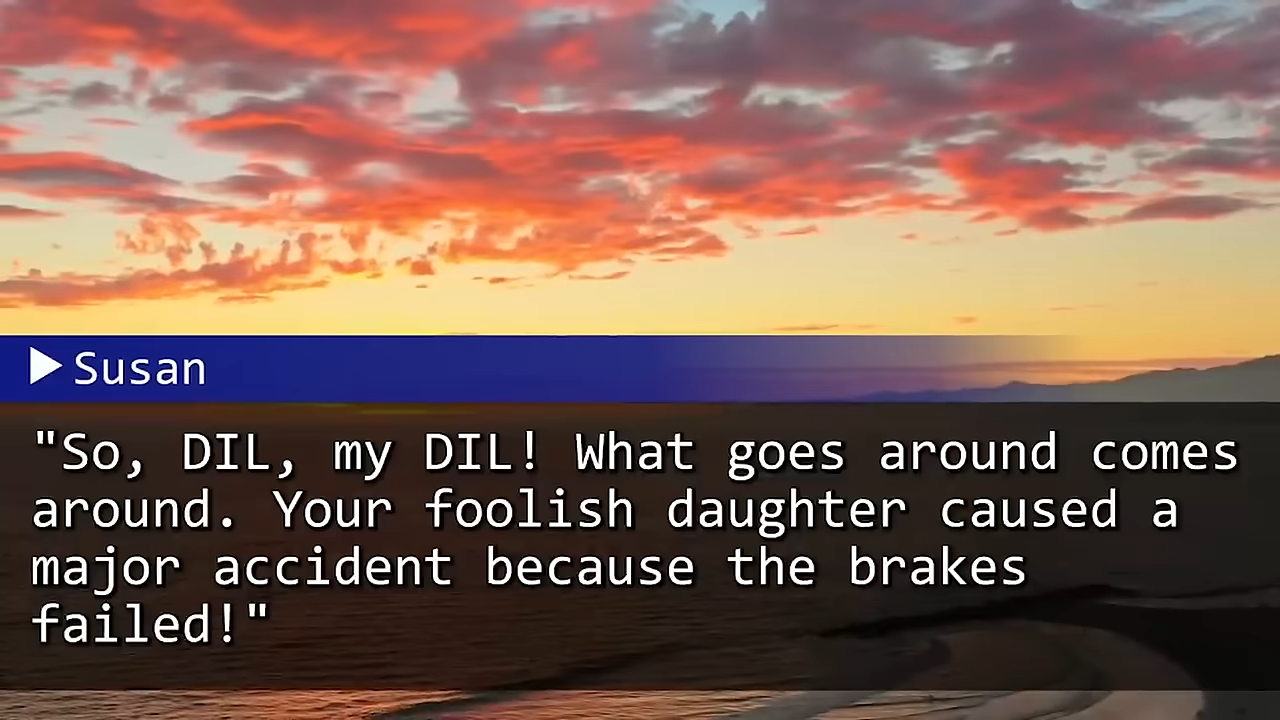 ▶Susan
"So, DIL, my DIL! What goes around comes
around. Your foolish daughter caused a
major accident because the brakes
failed!"